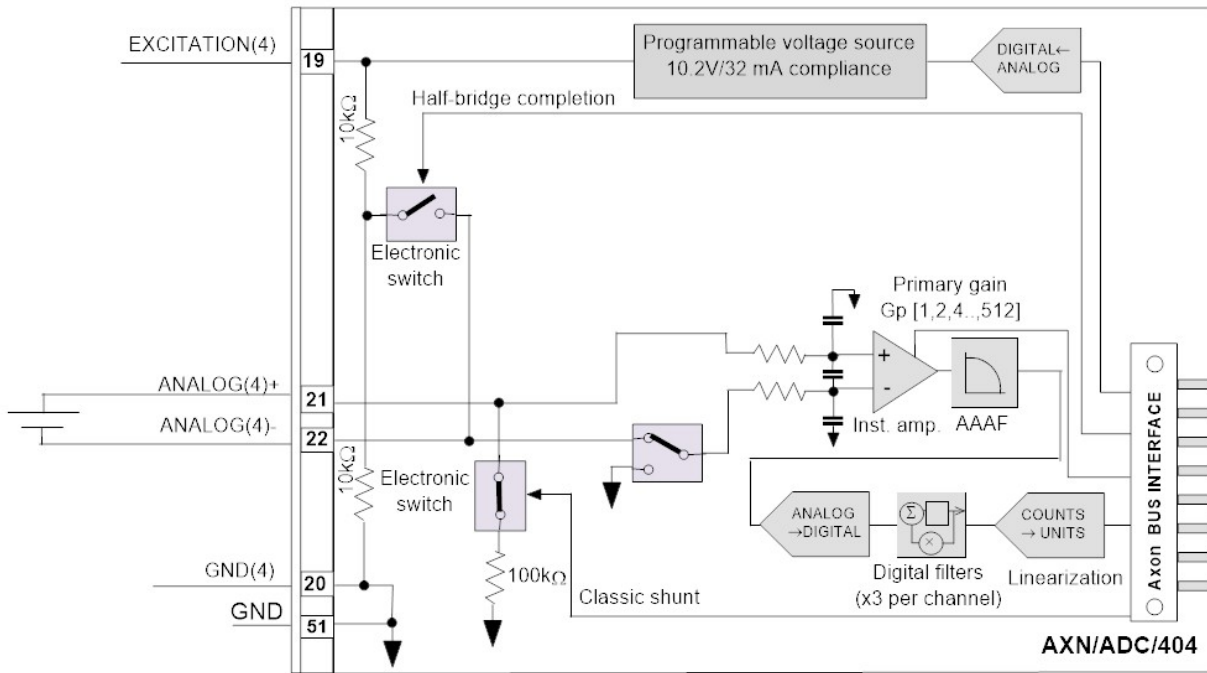 EXCITATION(4)
19
Programmable voltage source
10.2V/32 mA compliance
DIGITAL←
ANALOG
Half-bridge completion
10kΩ
Electronic
switch
Primary gain
Gp [1,2,4..,512]
ANALOG(4)+
21
ANALOG(4)-
22
+
-
Inst. amp.
AAAF
10kΩ
Electronic
switch
ANALOG
→DIGITAL
Σ
×
COUNTS
→ UNITS
Axon BUS INTERFACE
100kΩ
Digital filters
(x3 per channel)
Linearization
GND(4)
20
Classic shunt
GND
51
AXN/ADC/404